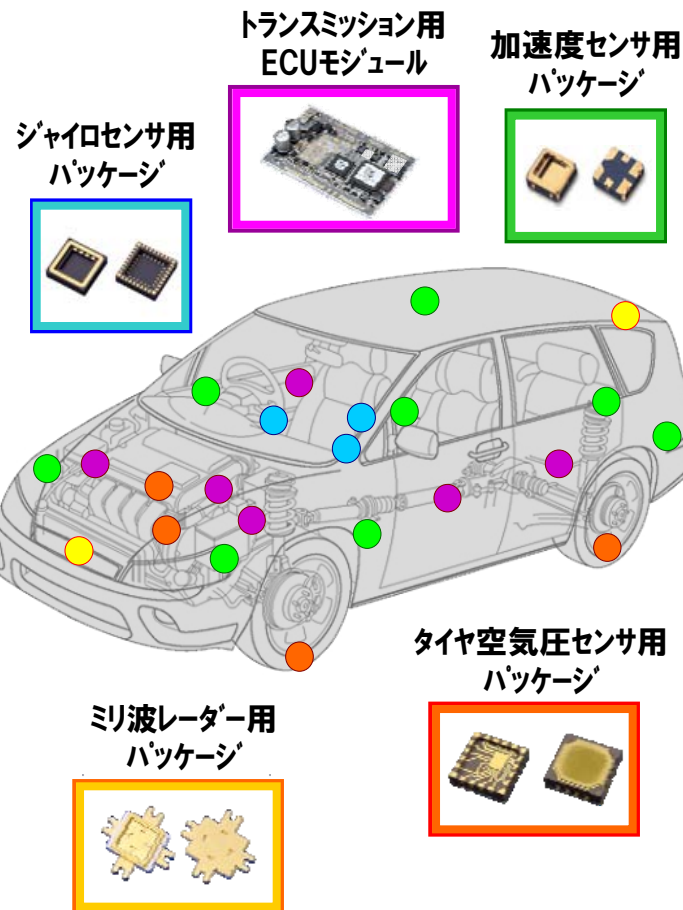 トランスミッション用
ECUモジュール
加速度センサ用
パッケージ
ジャイロセンサ用
パッケージ
タイヤ空気圧センサ用
パッケージ
ミリ波レーダー用
パッケージ